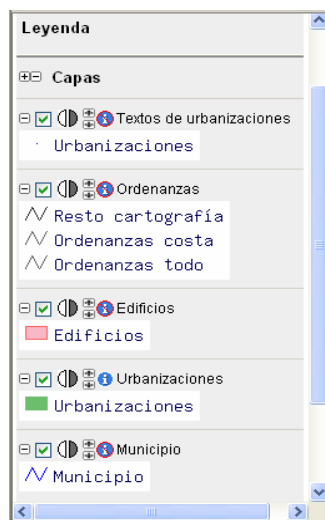 Leyenda
Capas
Textos de urbanizaciones
Urbanizaciones
Ordenanzas
Resto cartografía
Ordenanzas costa
Ordenanzas todo
Edificios
Edificios
Urbanizaciones
Urbanizaciones
Municipio
Municipio